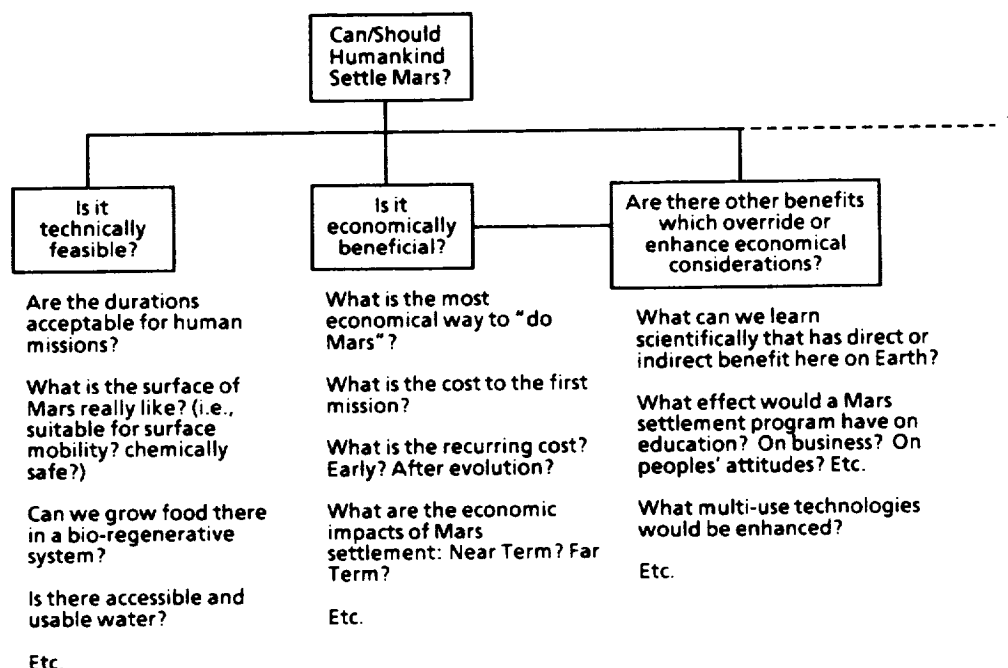 Can/Should
Humankind
Settle Mars?
Is it
technically
feasible?
Are the durations
acceptable for human
missions?
What is the surface of
Mars really like? (i.e.,
suitable for surface
mobility? chemically
safe?)
Can we grow food there
in a bio-regenerative
system?
Is there accessible and
usable water?
Etc.
Is it
economically
beneficial?
What is the most
economical way to "do
Mars"?
What is the cost to the first
mission?
What is the recurring cost?
Early? After evolution?
What are the economic
impacts of Mars
settlement: Near Term? Far
Term?
Etc.
Are there other benefits
which override or
enhance economical
considerations?
What can we learn
scientifically that has direct or
indirect benefit here on Earth?
What effect would a Mars
settlement program have on
education? On business? On
peoples' attitudes? Etc.
What multi-use technologies
would be enhanced?
Etc.